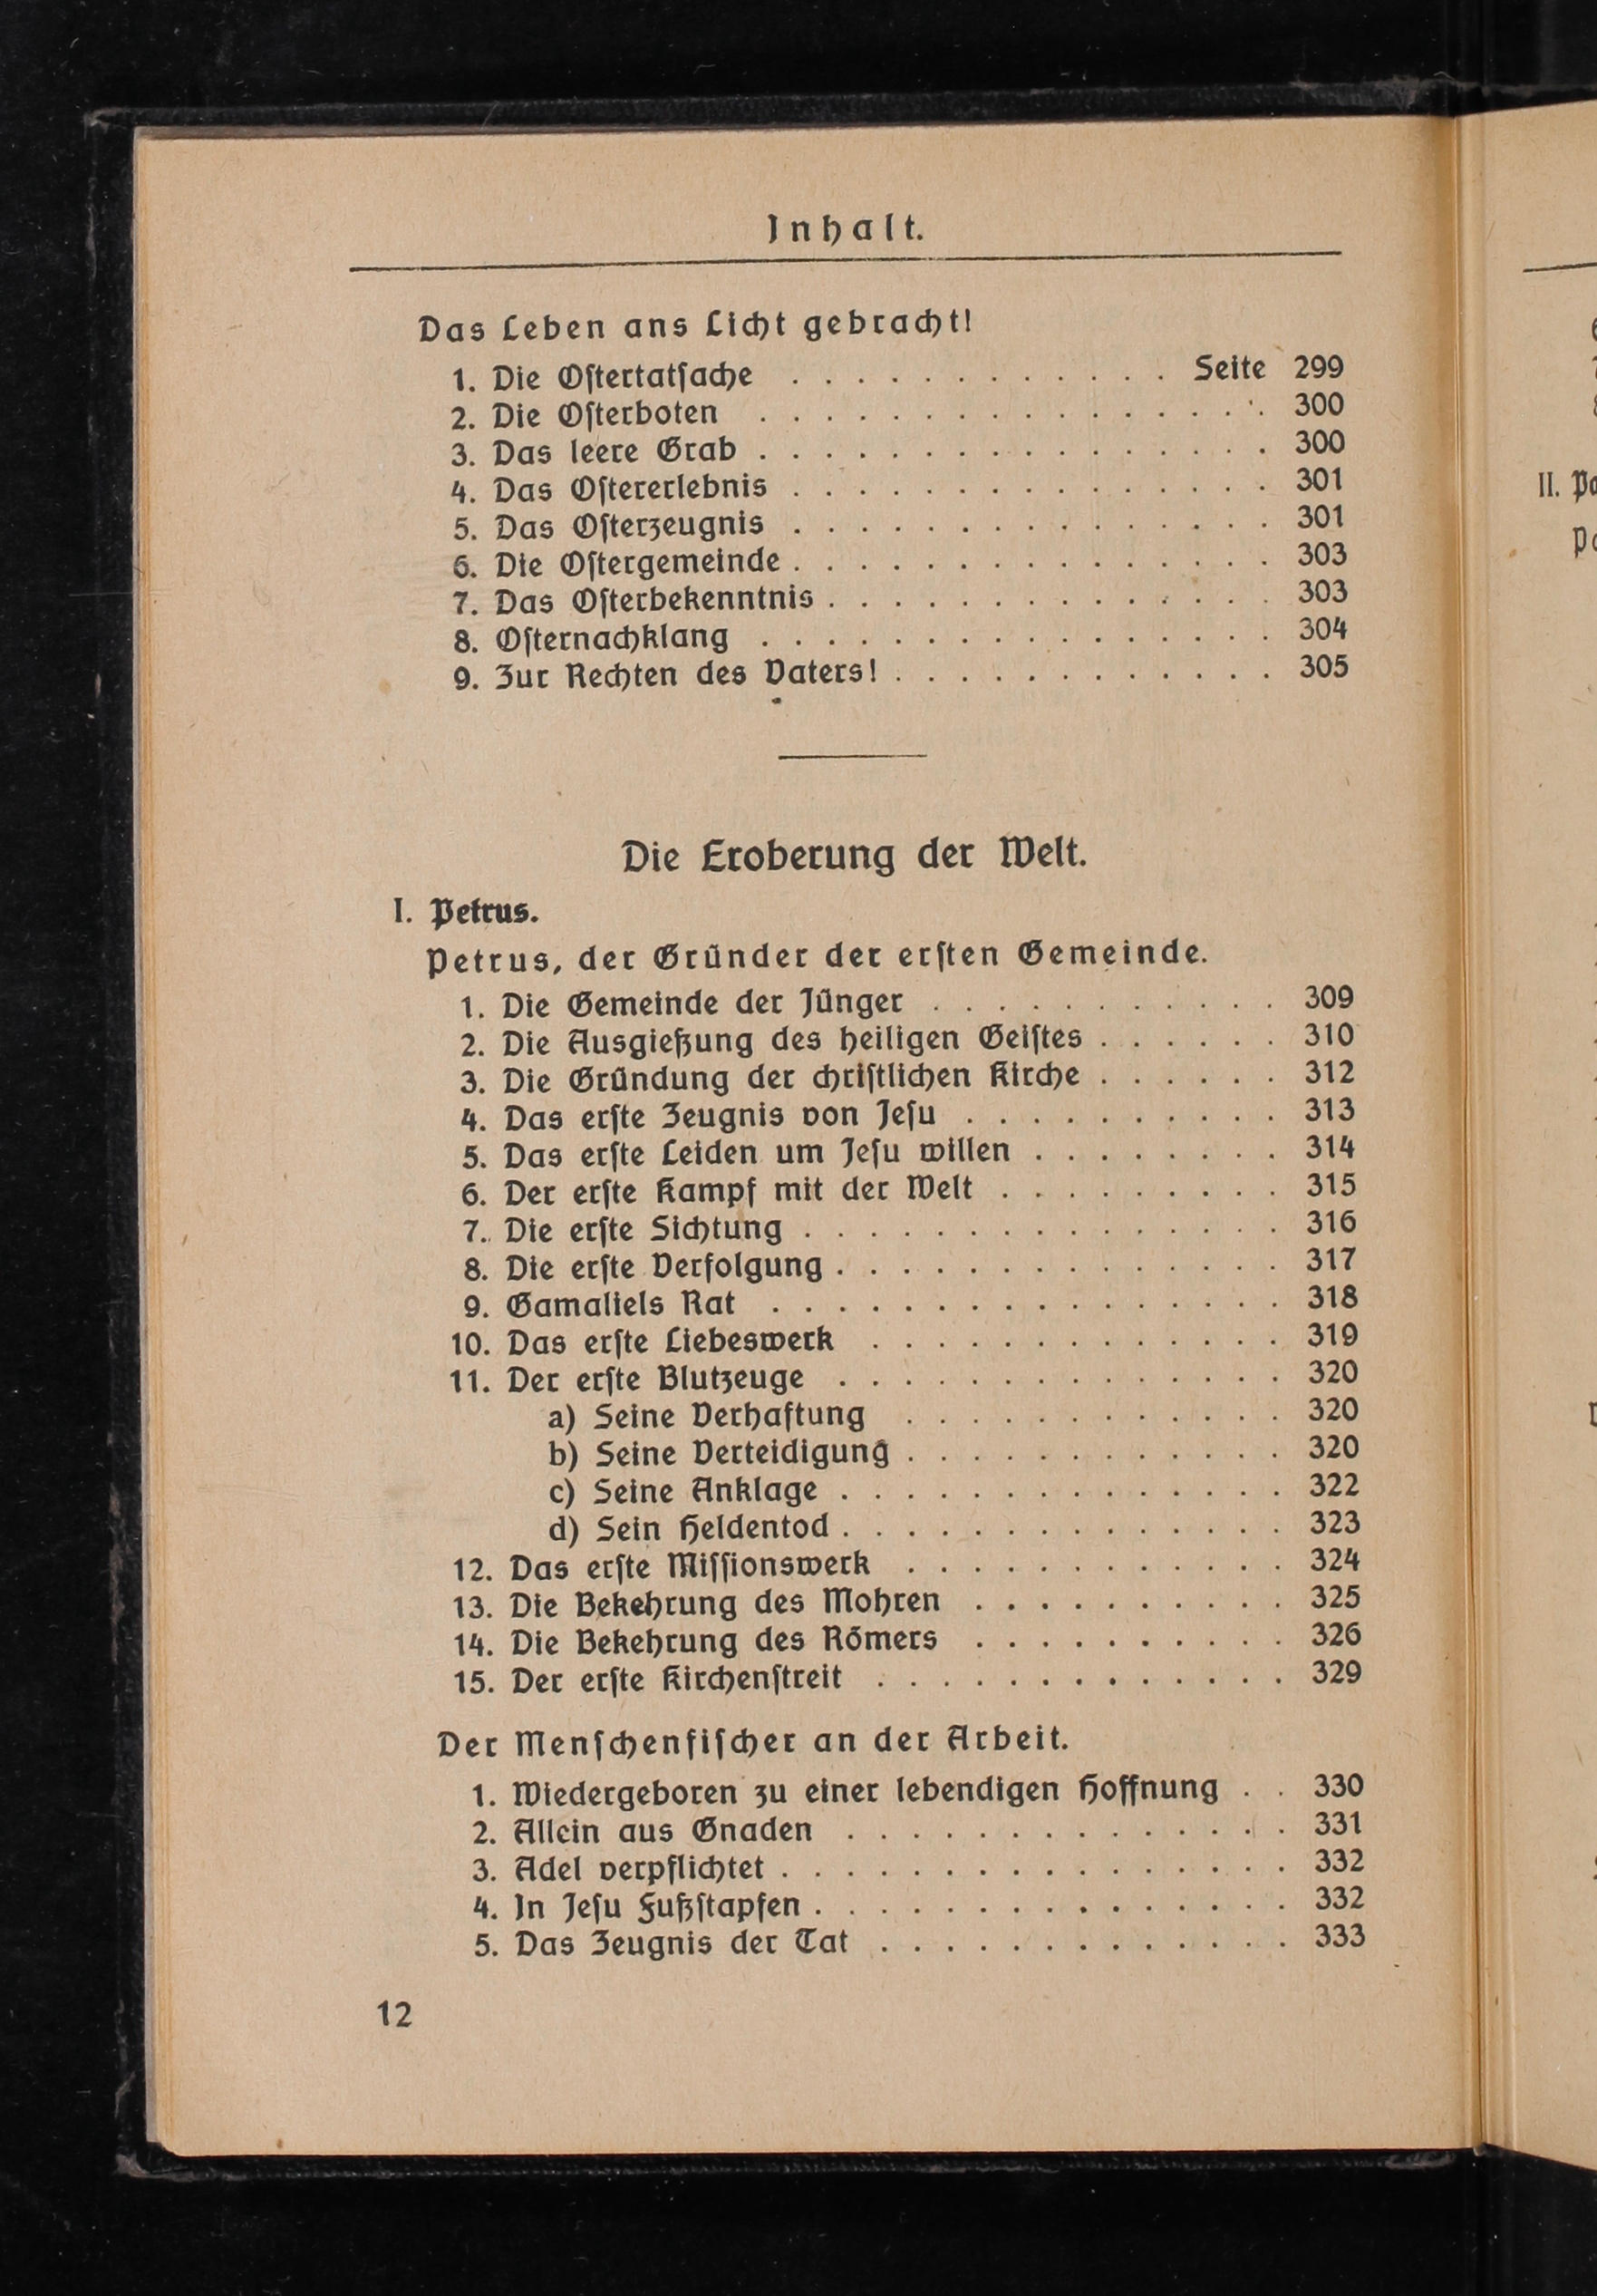 Inhalt.
Das Leben ans Licht gebracht!
1. Die Oſtertatſache . . . . . . . . . . . . Seite 299
2. Die Oſterboten . . . . . . . . . . . . . . . . 300
3. Das leere Grab . . . . . . . . . . . . . . . . 300
4. Das Oſtererlebnis . . . . . . . . . . . . . . . 301
5. Das Oſterzeugnis . . . . . . . . . . . . . . . 301
6. Die Oſtergemeinde . . . . . . . . . . . . . . . 303
7. Das Oſterbekenntnis . . . . . . . . . . . . . . 303
8. Oſternachklang . . . . . . . . . . . . . . . . 304
9. Zur Rechten des Vaters! . . . . . . . . . . . . 305
Die Eroberung der Welt.
I. Petrus.
Petrus, der Gründer der erſten Gemeinde.
1. Die Gemeinde der Jünger . . . . . . . . . . . 309
2. Die Ausgießung des heiligen Geiſtes . . . . . . 310
3. Die Gründung der chriſtlichen Kirche . . . . . . 312
4. Das erſte Zeugnis von Jeſu . . . . . . . . . . 313
5. Das erſte Leiden um Jeſu willen . . . . . . . . 314
6. Der erſte Kampf mit der Welt . . . . . . . . . 315
7. Die erſte Sichtung . . . . . . . . . . . . . . . 316
8. Die erſte Verfolgung . . . . . . . . . . . . . . 317
9. Gamaliels Rat . . . . . . . . . . . . . . . . 318
10. Das erſte Liebeswerk . . . . . . . . . . . . . 319
11. Der erſte Blutzeuge . . . . . . . . . . . . . . 320
a) Seine Verhaftung . . . . . . . . . . . . 320
b) Seine Verteidigung . . . . . . . . . . . . 320
c) Seine Anklage . . . . . . . . . . . . . . 322
d) Sein Heldentod . . . . . . . . . . . . . . 323
12. Das erſte Miſſionswerk . . . . . . . . . . . . 324
13. Die Bekehrung des Mohren . . . . . . . . . . 325
14. Die Bekehrung des Römers . . . . . . . . . . 326
15. Der erſte Kirchenſtreit . . . . . . . . . . . . . 329
Der Menſchenfiſcher an der Arbeit.
1. Wiedergeboren zu einer lebendigen Hoffnung . . 330
2. Allein aus Gnaden . . . . . . . . . . . . . . 331
3. Adel verpflichtet . . . . . . . . . . . . . . . . 332
4. In Jeſu Fußſtapfen . . . . . . . . . . . . . . . 332
5. Das Zeugnis der Tat . . . . . . . . . . . . . 333
12
II.